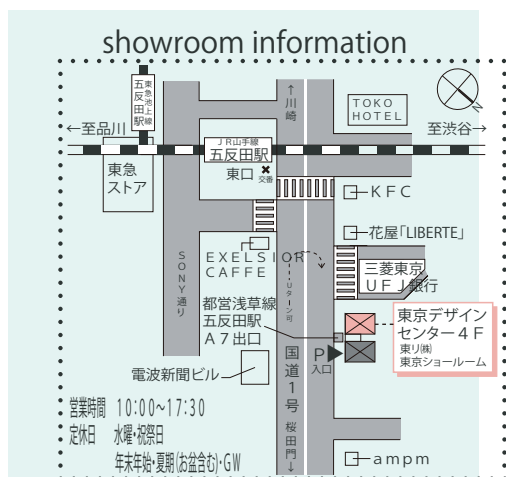 showroom information
東急池上線
五反田駅
←至品川
↑川崎
TOKO
HOTEL
至渋谷→
JR山手線
五反田駅
東急
ストア
東口
交番
KFC
花屋「LIBERTE」
EXELSIOR
CAFFE
SONY通り
Uターン可
三菱東京
UFJ銀行
都営浅草線
五反田駅
A7出口
東京デザイン
センター4F
東リ㈱
東京ショールーム
P
入口
国道1号
桜田門↓
電波新聞ビル
営業時間 10:00~17:30
定休日 水曜・祝祭日
年末年始・夏期(お盆含む)・GW
ampm